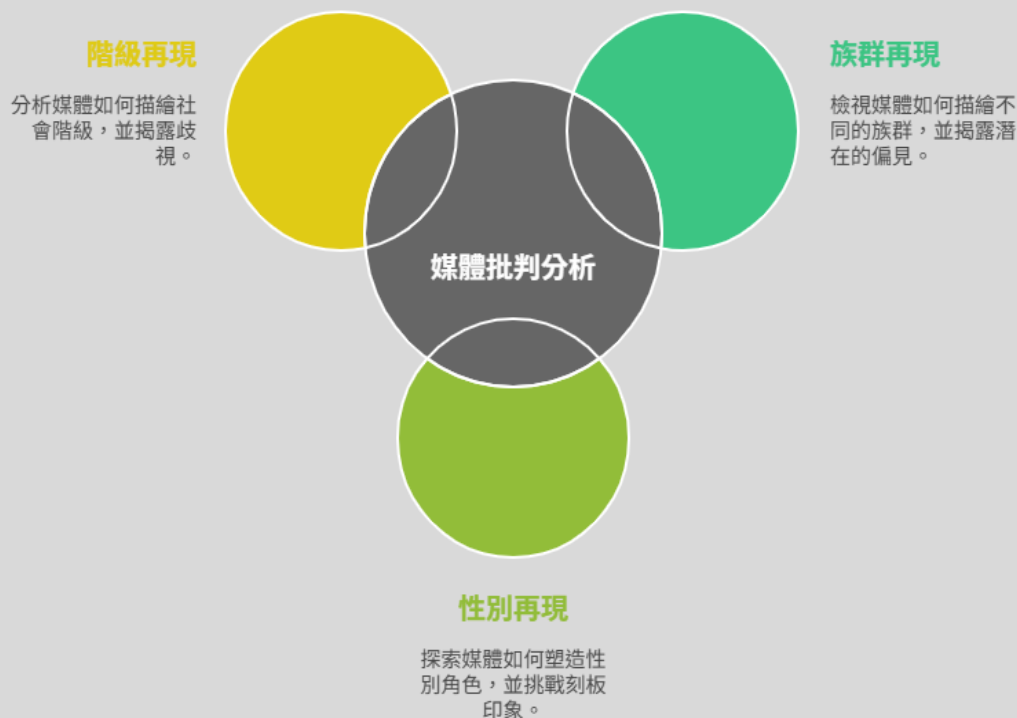 階級再現
分析媒體如何描繪社
會階級，並揭露歧
視。
族群再現
檢視媒體如何描繪不
同的族群，並揭露潛
在的偏見。
媒體批判分析
性別再現
探索媒體如何塑造性
別角色，並挑戰刻板
印象。